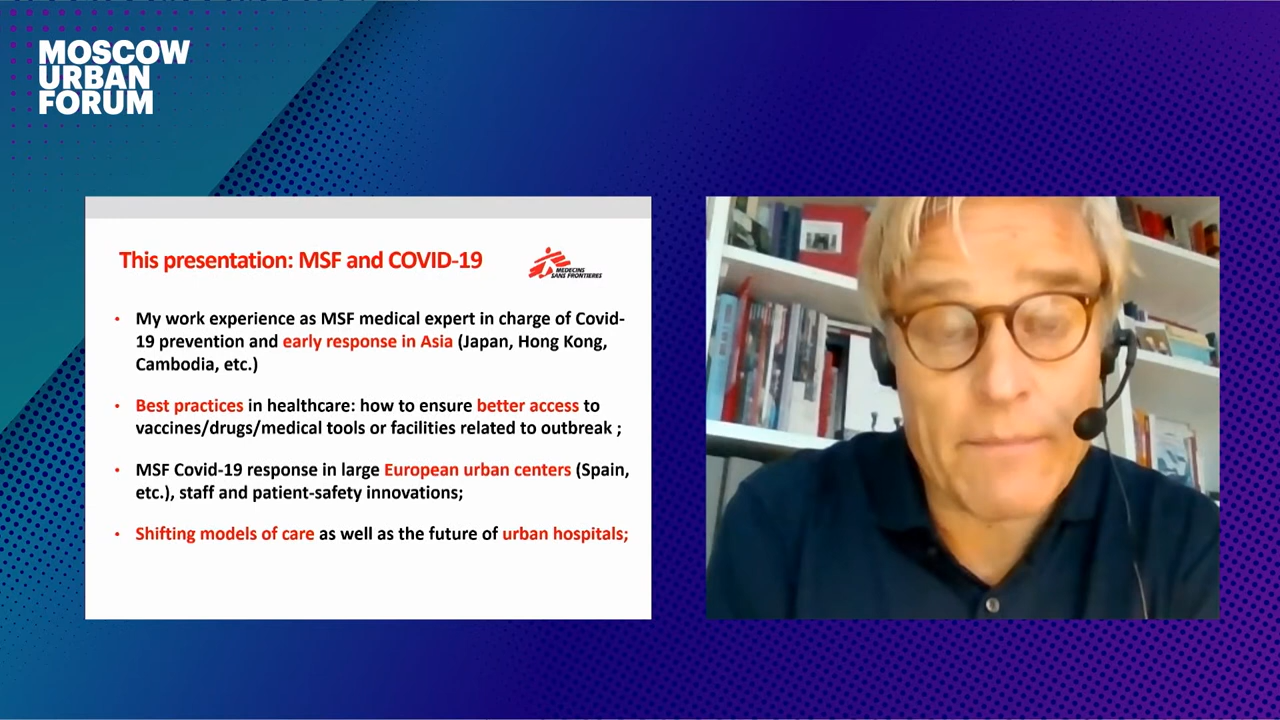 MOSCOW
URBAN
FORUM
This presentation: MSF and COVID-19
MEDECINS
SANS FRONTIERES
• My work experience as MSF medical expert in charge of Covid-
19 prevention and early response in Asia (Japan, Hong Kong,
Cambodia, etc.)
• Best practices in healthcare: how to ensure better access to
vaccines/drugs/medical tools or facilities related to outbreak ;
• MSF Covid-19 response in large European urban centers (Spain,
etc.), staff and patient-safety innovations;
• Shifting models of care as well as the future of urban hospitals;